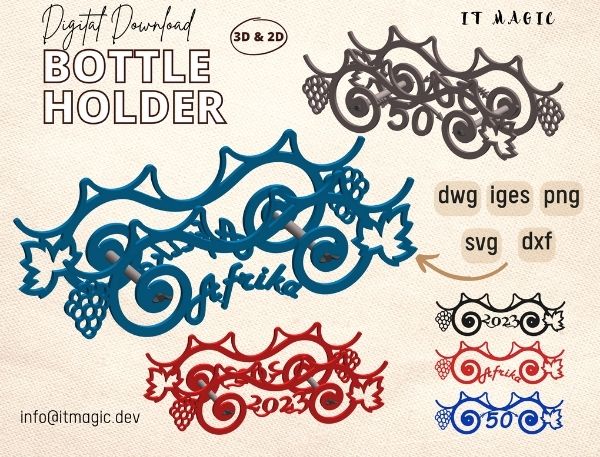 Digital Download
BOTTLE
HOLDER
3D & 2D
IT MAGIC
50
Afrika
dwg iges png
svg dxf
2023
Afrika
50
2023
info@itmagic.dev